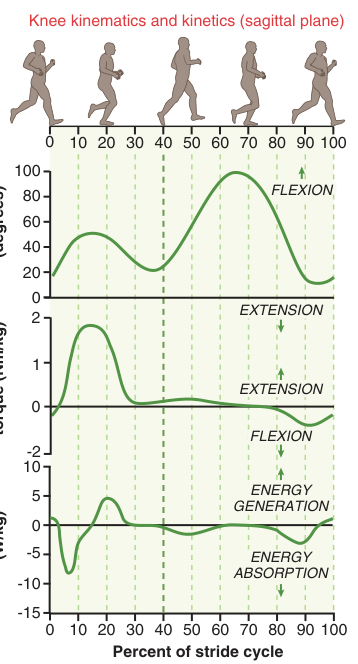 Knee kinematics and kinetics (sagittal plane)
0 10 20 30 40 50 60 70 80 90 100
100
80
60
40
20
0
(degrees)
FLEXION
EXTENSION
2
1
0
-2
EXTENSION
FLEXION
10
5
0
-5
-10
-15
(W/kg)
ENERGY
GENERATION
ENERGY
ABSORPTION
0 10 20 30 40 50 60 70 80 90 100
Percent of stride cycle